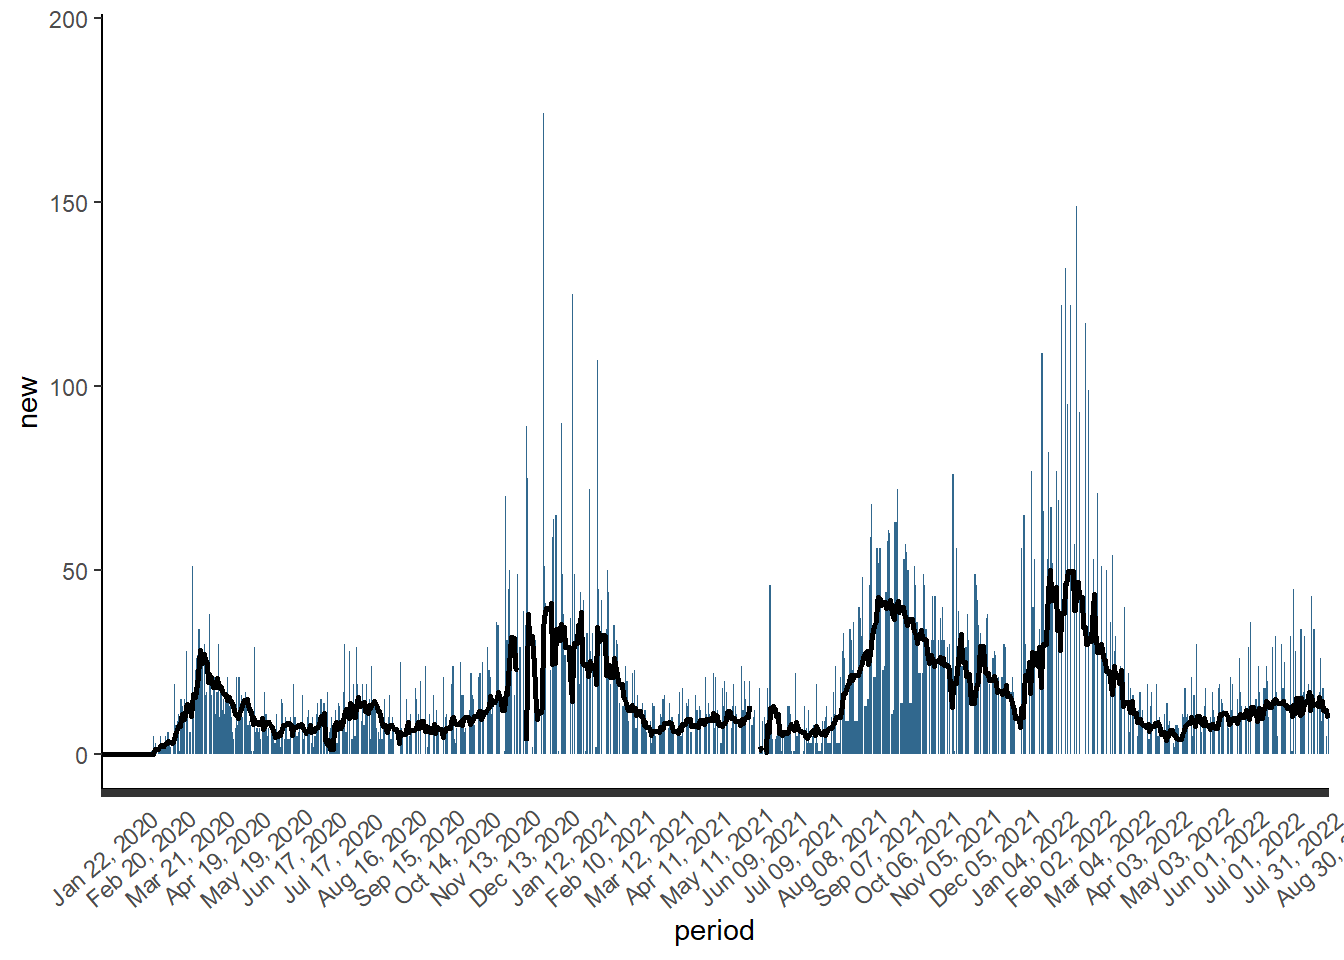 200
150
100
50
0
new
Jan 22, 2020
Feb 20, 2020
Mar 21, 2020
Apr 19, 2020
May 19, 2020
Jun 17, 2020
Jul 17, 2020
Aug 16, 2020
Sep 15, 2020
Oct 14, 2020
Nov 13, 2020
Dec 13, 2020
Jan 12, 2021
Feb 10, 2021
Mar 12, 2021
Apr 11, 2021
May 11, 2021
Jun 09, 2021
Jul 09, 2021
Aug 08, 2021
Sep 07, 2021
Oct 06, 2021
Nov 05, 2021
Dec 05, 2021
Jan 04, 2022
Feb 02, 2022
Mar 04, 2022
Apr 03, 2022
May 03, 2022
Jun 01, 2022
Jul 01, 2022
Jul 31, 2022
Aug 30,
period